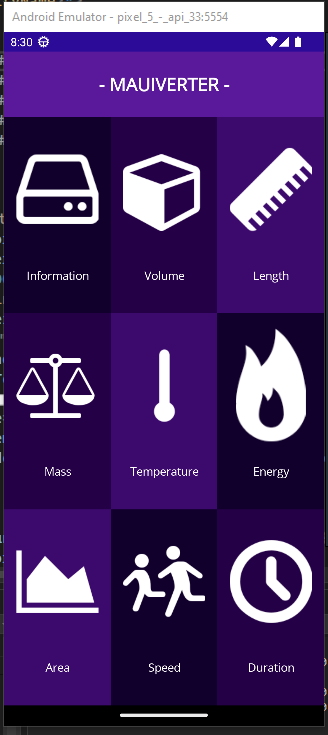 Android Emulator - pixel_5_-_api_33:5554
8:30
- MAUIVERTER -
Information Volume Length
Mass Temperature Energy
Area Speed Duration